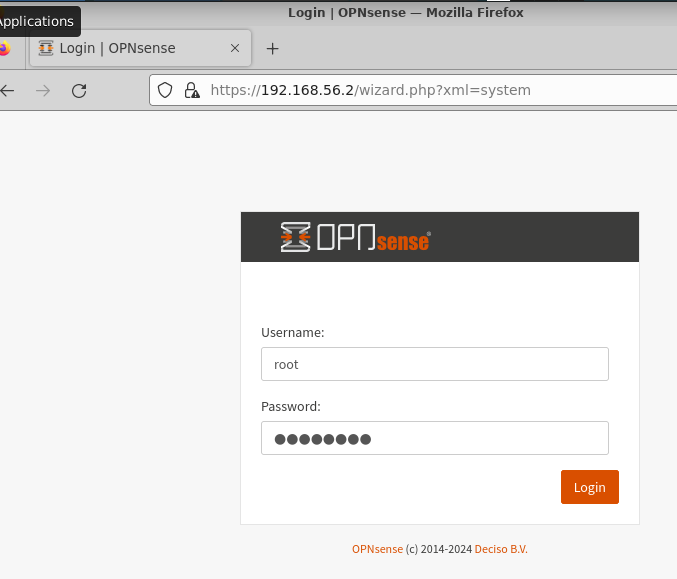 Login | OPNsense — Mozilla Firefox
Applications
Login | OPNsense
https://192.168.56.2/wizard.php?xml=system
OPNsense®
Username:
root
Password:
●●●●●●●●
Login
OPNsense (c) 2014-2024 Deciso B.V.